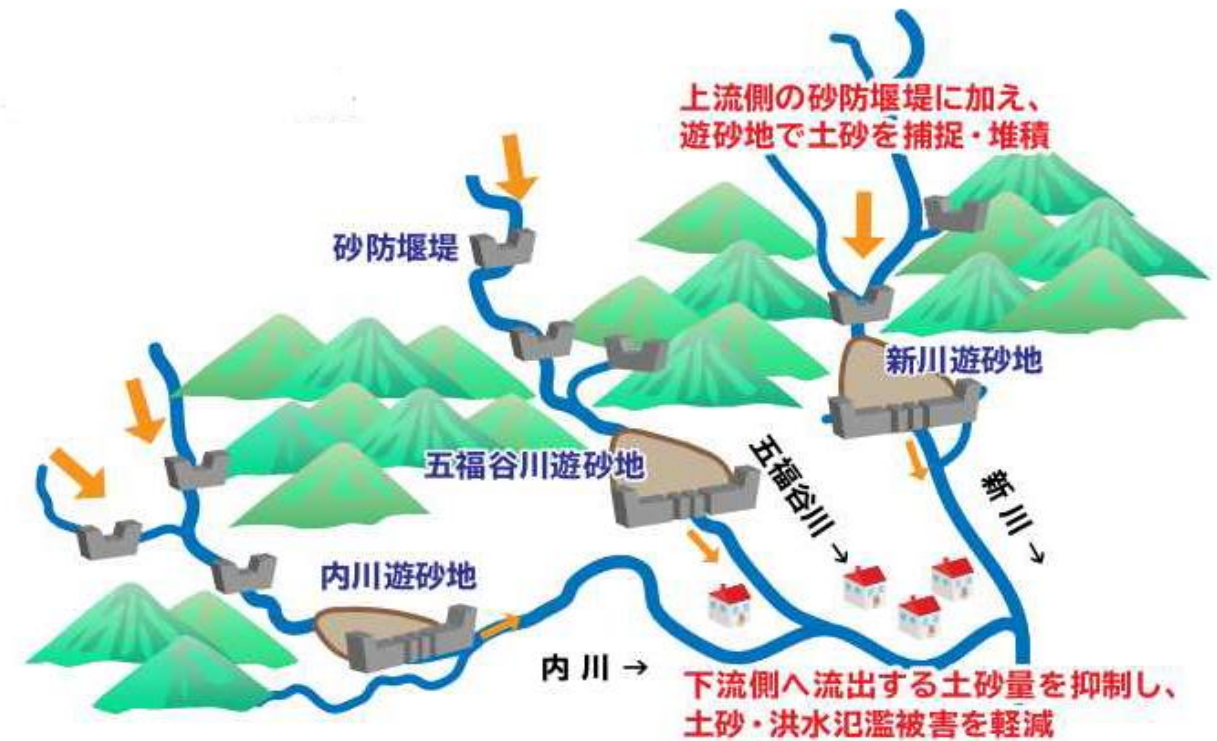 上流側の砂防堰堤に加え、
遊砂地で土砂を捕捉・堆積
砂防堰堤
新川遊砂地
五福谷川遊砂地
五福谷川→
新川→
内川遊砂地
内川→
下流側へ流出する土砂量を抑制し、
土砂・洪水氾濫被害を軽減